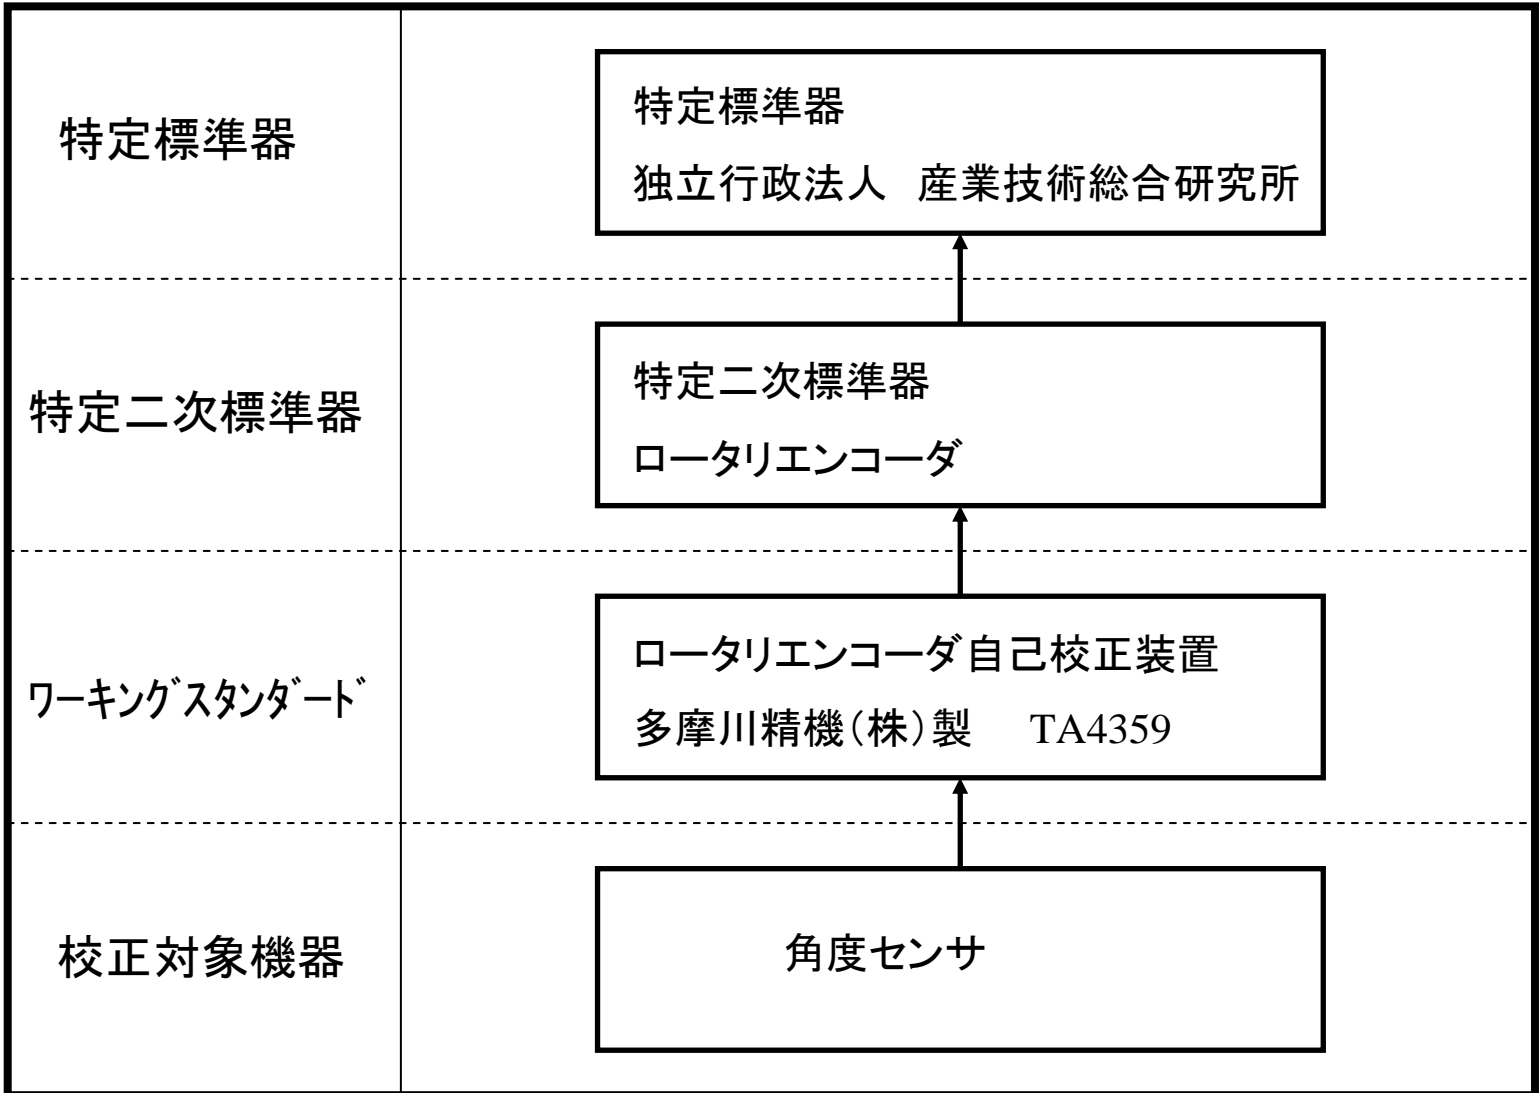 特定標準器
特定標準器
独立行政法人　産業技術総合研究所
特定二次標準器
特定二次標準器
ロータリエンコーダ
ﾜｰｷﾝｸﾞｽﾀﾝﾀﾞｰﾄﾞ
ロータリエンコーダ自己校正装置
多摩川精機(株)製　TA4359
校正対象機器
角度センサ